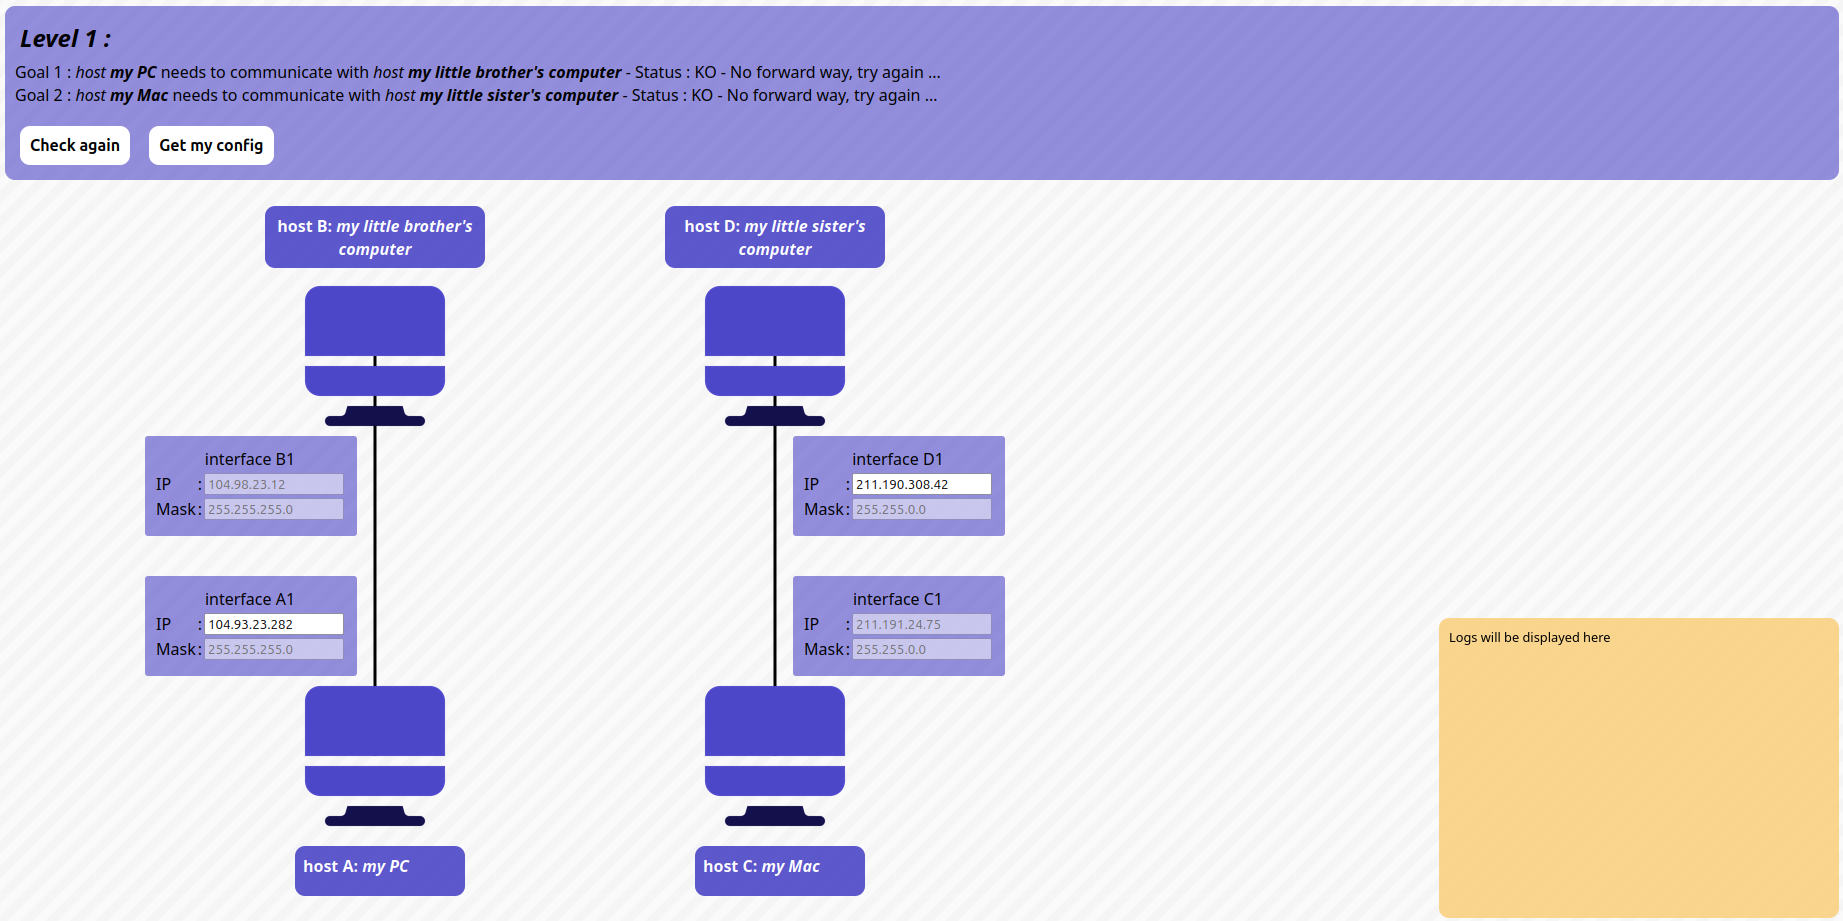 Level 1 :
Goal 1 : host my PC needs to communicate with host my little brother's computer - Status : KO - No forward way, try again ...
Goal 2 : host my Mac needs to communicate with host my little sister's computer - Status : KO - No forward way, try again ...
Check again
Get my config
host B: my little brother's
computer
host D: my little sister's
computer
interface B1
IP : 104.98.23.12
Mask : 255.255.255.0
interface D1
IP : 211.190.308.42
Mask : 255.255.0.0
interface A1
IP : 104.93.23.282
Mask : 255.255.255.0
interface C1
IP : 211.191.24.75
Mask : 255.255.0.0
Logs will be displayed here
host A: my PC
host C: my Mac